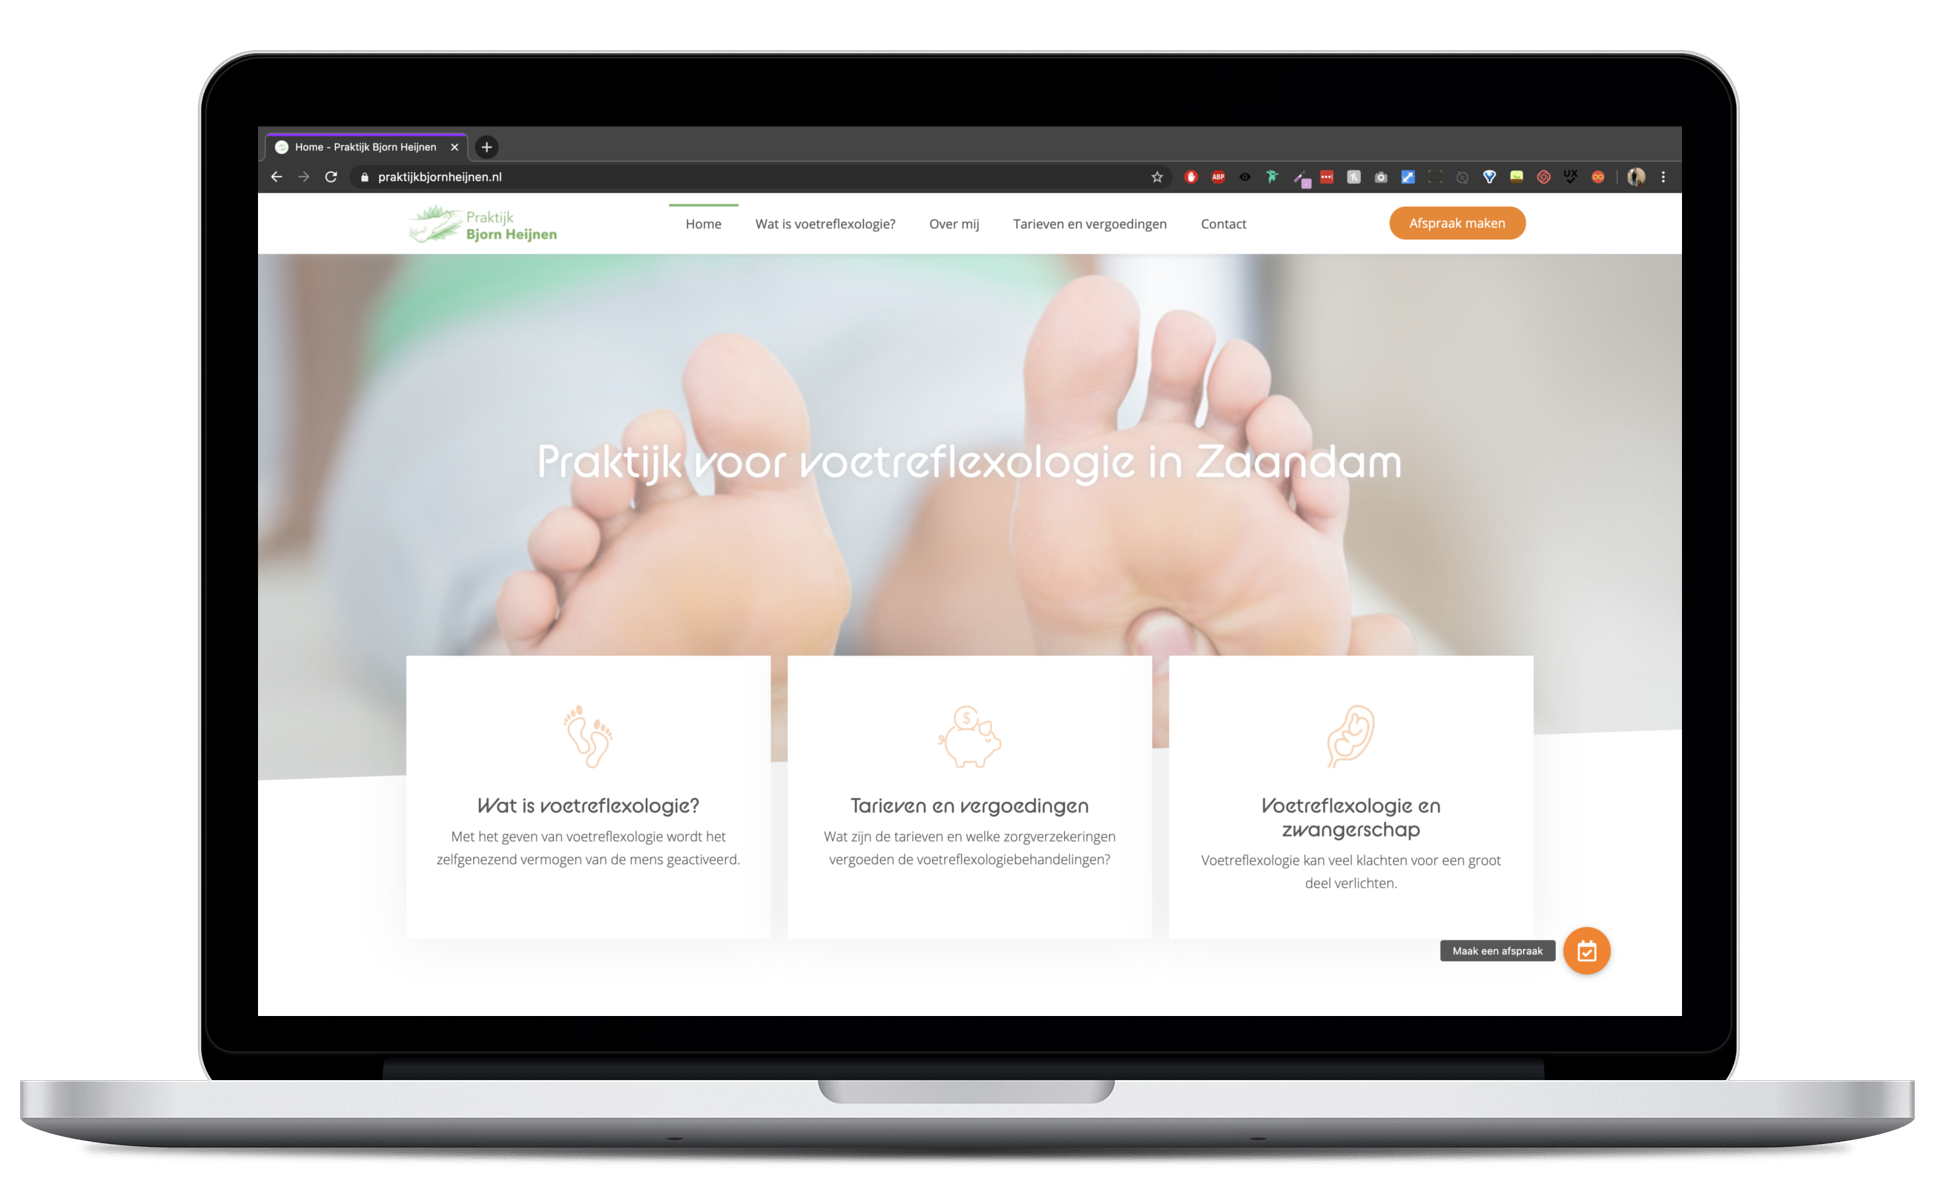 Home - Praktijk Bjorn Heijnen
praktijkbjornheijnen.nl
ABP
UX
Praktijk
Bjorn Heijnen
Home
Wat is voetreflexologie?
Over mij
Tarieven en vergoedingen
Contact
Afspraak maken
Praktijk voor voetreflexologie in Zaandam
$
Wat is voetreflexologie?
Met het geven van voetreflexologie wordt het
zelfgenezend vermogen van de mens geactiveerd.
Tarieven en vergoedingen
Wat zijn de tarieven en welke zorgverzekeringen
vergoeden de voetreflexologiebehandelingen?
Voetreflexologie en
zwangerschap
Voetreflexologie kan veel klachten voor een groot
deel verlichten.
Maak een afspraak